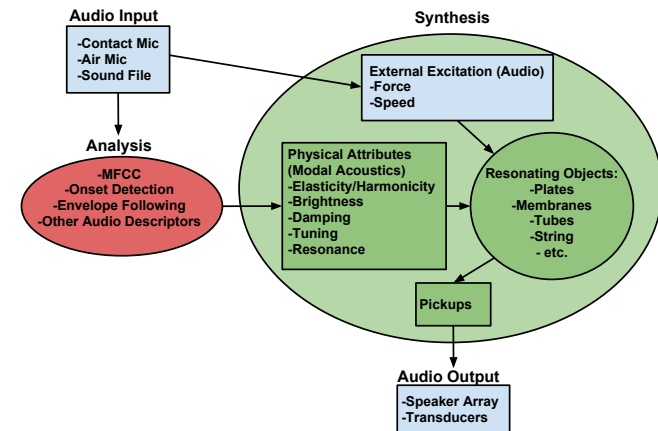 Audio Input
-Contact Mic
-Air Mic
-Sound File
Analysis
-MFCC
-Onset Detection
-Envelope Following
-Other Audio Descriptors
Synthesis
External Excitation (Audio)
-Force
-Speed
Physical Attributes
(Modal Acoustics)
-Elasticity/Harmonicity
-Brightness
-Damping
-Tuning
-Resonance
Resonating Objects:
-Plates
-Membranes
-Tubes
-String
- etc.
Pickups
Audio Output
-Speaker Array
-Transducers